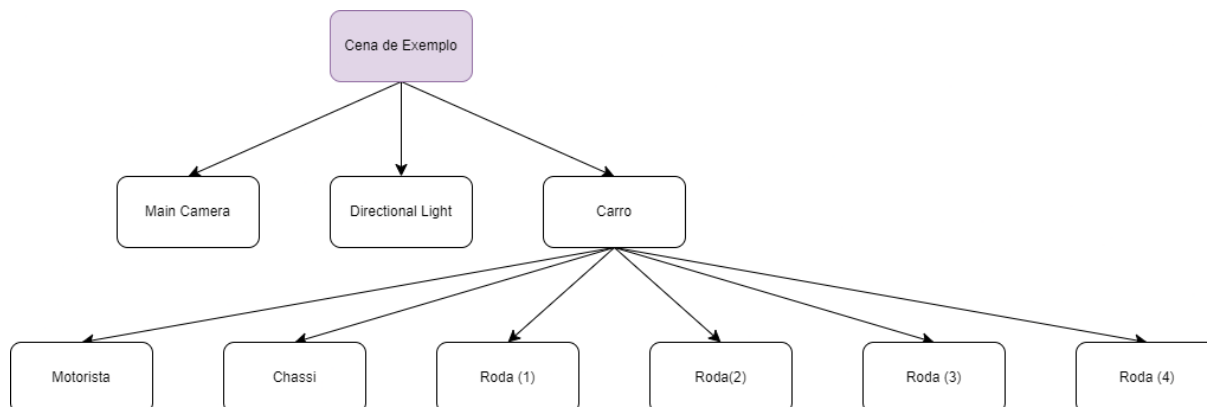 Cena de Exemplo
Main Camera
Directional Light
Carro
Motorista
Chassi
Roda (1)
Roda(2)
Roda (3)
Roda (4)